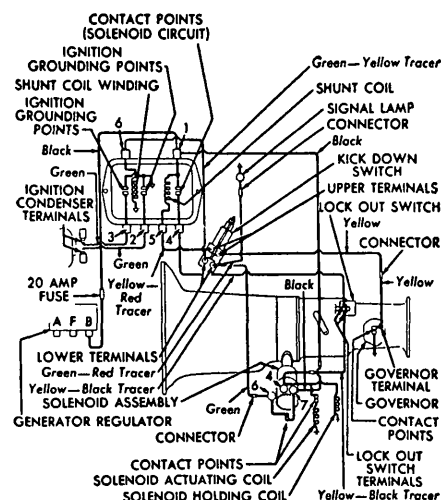 CONTACT POINTS
(SOLENOID CIRCUIT)
IGNITION
GROUNDING POINTS
SHUNT COIL WINDING
IGNITION
GROUNDING
POINTS
6
1
Black
Green
IGNITION
CONDENSER
TERMINALS
3 2 5 4
Green
Yellow—
Red
Tracer
20 AMP
FUSE
A F B
LOWER TERMINALS
Green—Red Tracer
Yellow—Black Tracer
SOLENOID ASSEMBLY
GENERATOR REGULATOR
Green
CONNECTOR
4
6
7
CONTACT POINTS
SOLENOID ACTUATING COIL
SOLENOID HOLDING COIL
Green—Yellow Tracer
SHUNT COIL
SIGNAL LAMP
CONNECTOR
Black
KICK DOWN
SWITCH
UPPER TERMINALS
LOCK OUT SWITCH
Yellow
CONNECTOR
Yellow
Black
GOVERNOR
TERMINAL
GOVERNOR
CONTACT
POINTS
LOCK OUT
SWITCH
TERMINALS
Yellow—Black Tracer